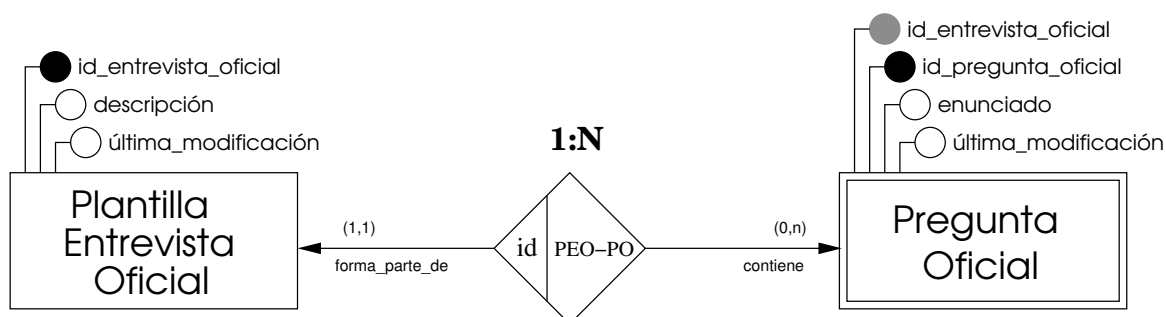 id_entrevista_oficial
id_entrevista_oficial
id_pregunta_oficial
descripción
enunciado
última_modificación
1:N
última_modificación
Plantilla
Entrevista
Oficial
(1,1)
forma_parte_de
id
PEO–PO
(0,n)
contiene
Pregunta
Oficial